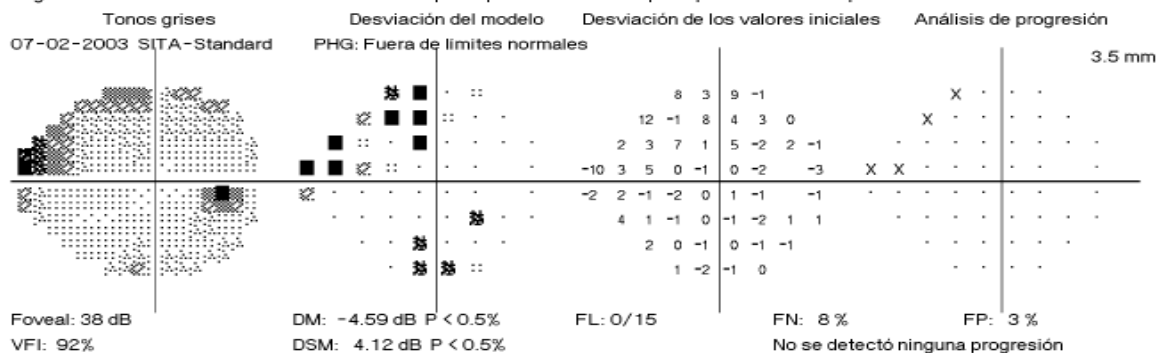 Tonos grises Desviación del modelo Desviación de los valores iniciales Análisis de progresión
07-02-2003 SITA-Standard PHG: Fuera de límites normales
3.5 mm
8 3 9 -1 X
12 -1 8 4 3 0 X
2 3 7 1 5 -2 2 -1
-10 3 5 0 -1 0 -2 -3 X X
-2 2 -1 -2 0 1 -1 -1
4 1 -1 0 -1 -2 1 1
2 0 -1 0 -1 -1
1 -2 -1 0
Foveal: 38 dB DM: -4.59 dB P < 0.5% FL: 0/15 FN: 8 % FP: 3 %
VFI: 92% DSM: 4.12 dB P < 0.5% No se detectó ninguna progresión